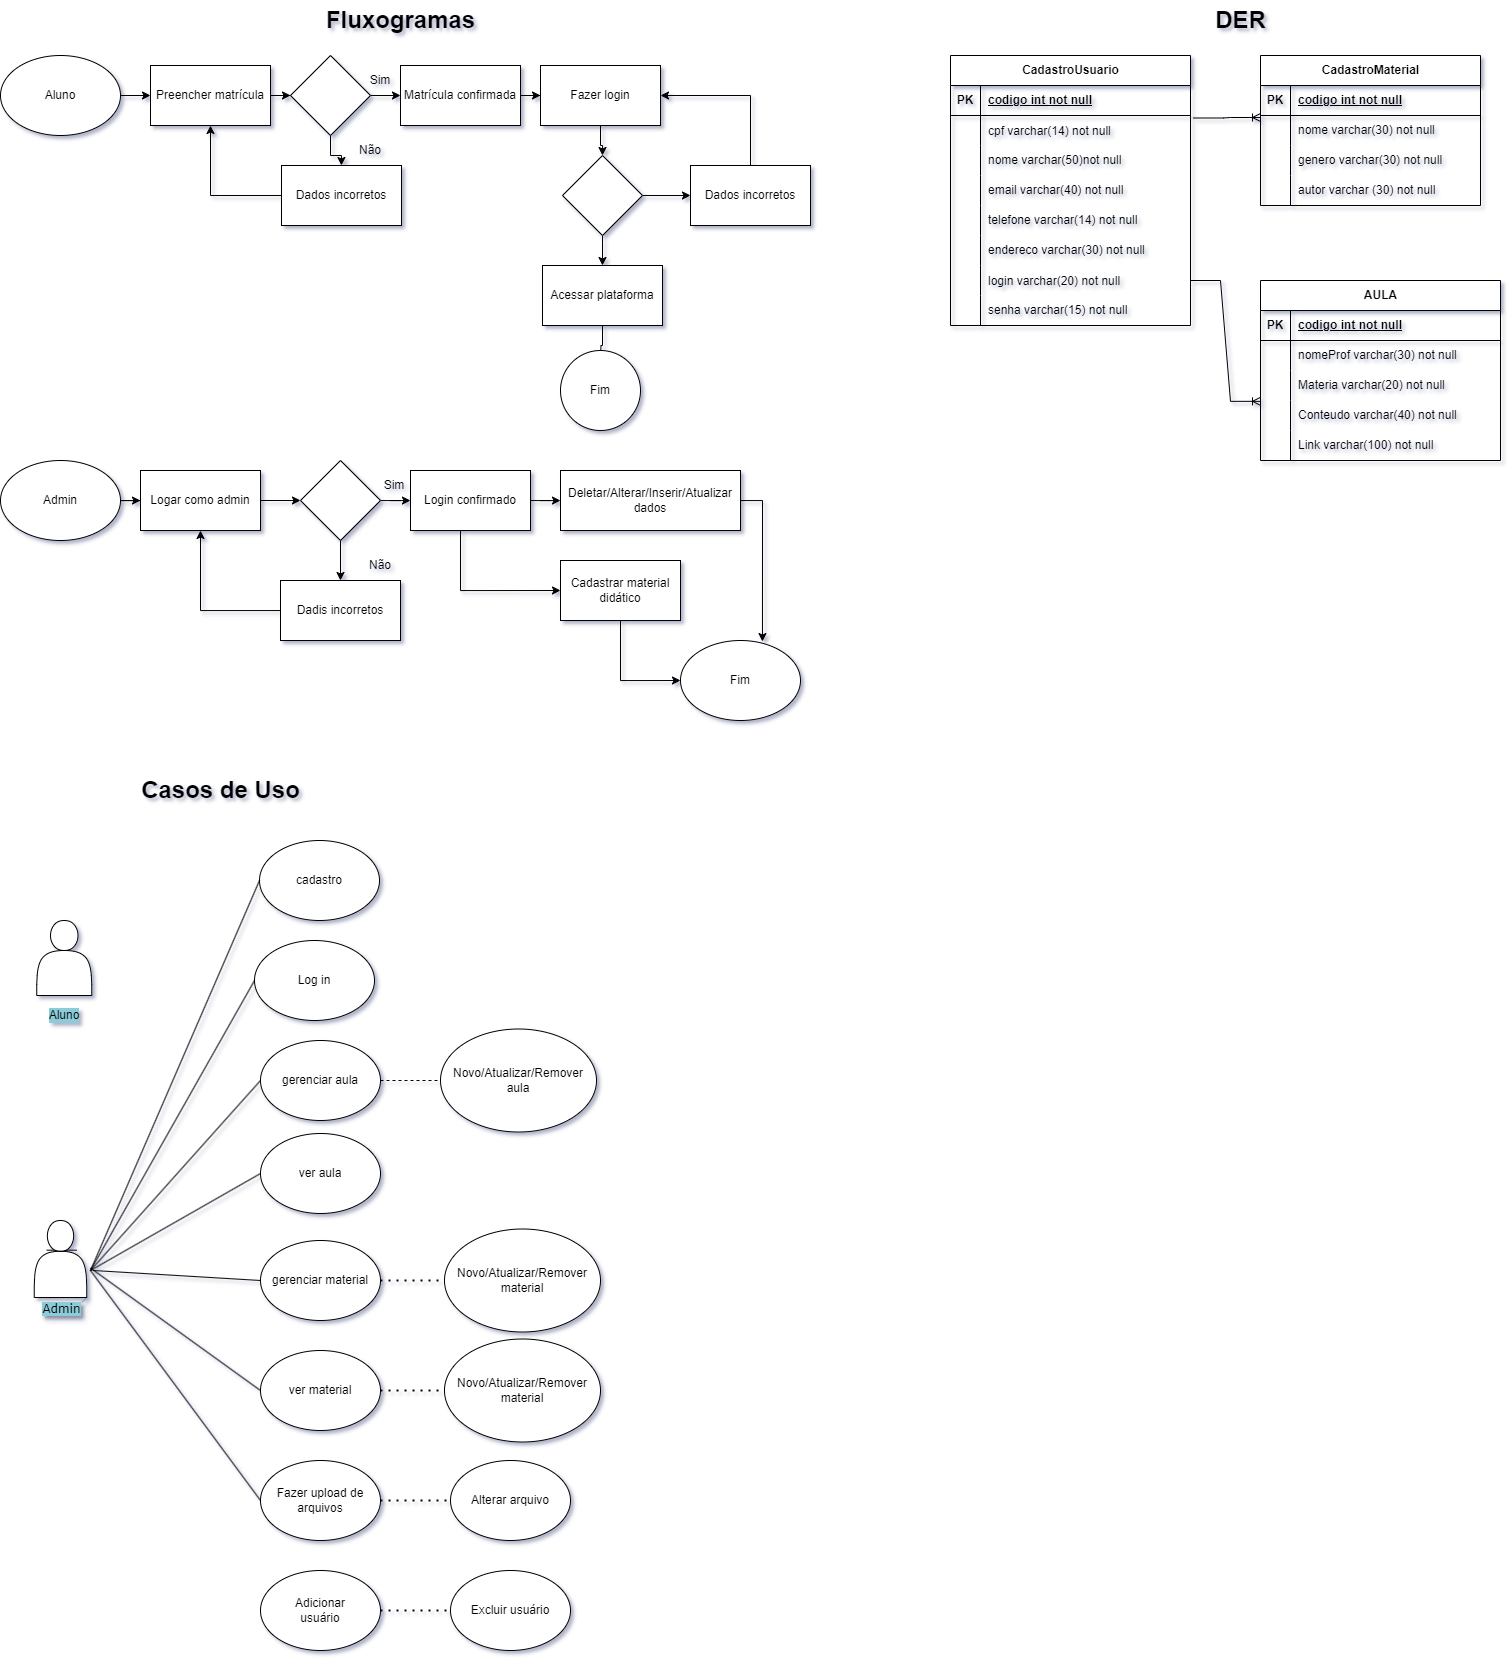 Fluxogramas
Aluno
Preencher matrícula
Sim
Matrícula confirmada
Fazer login
Não
Dados incorretos
Dados incorretos
Acessar plataforma
Fim
Admin
Logar como admin
Sim
Login confirmado
Deletar/Alterar/Inserir/Atualizar
dados
Não
Dadis incorretos
Cadastrar material
didático
Fim
DER
CadastroUsuario
PK codigo int not null
cpf varchar(14) not null
nome varchar(50)not null
email varchar(40) not null
telefone varchar(14) not null
endereco varchar(30) not null
login varchar(20) not null
senha varchar(15) not null
CadastroMaterial
PK codigo int not null
nome varchar(30) not null
genero varchar(30) not null
autor varchar (30) not null
AULA
PK codigo int not null
nomeProf varchar(30) not null
Materia varchar(20) not null
Conteudo varchar(40) not null
Link varchar(100) not null
Casos de Uso
cadastro
Aluno
Log in
gerenciar aula
Novo/Atualizar/Remover
aula
ver aula
Admin
gerenciar material
Novo/Atualizar/Remover
material
ver material
Novo/Atualizar/Remover
material
Fazer upload de
arquivos
Alterar arquivo
Adicionar
usuário
Excluir usuário